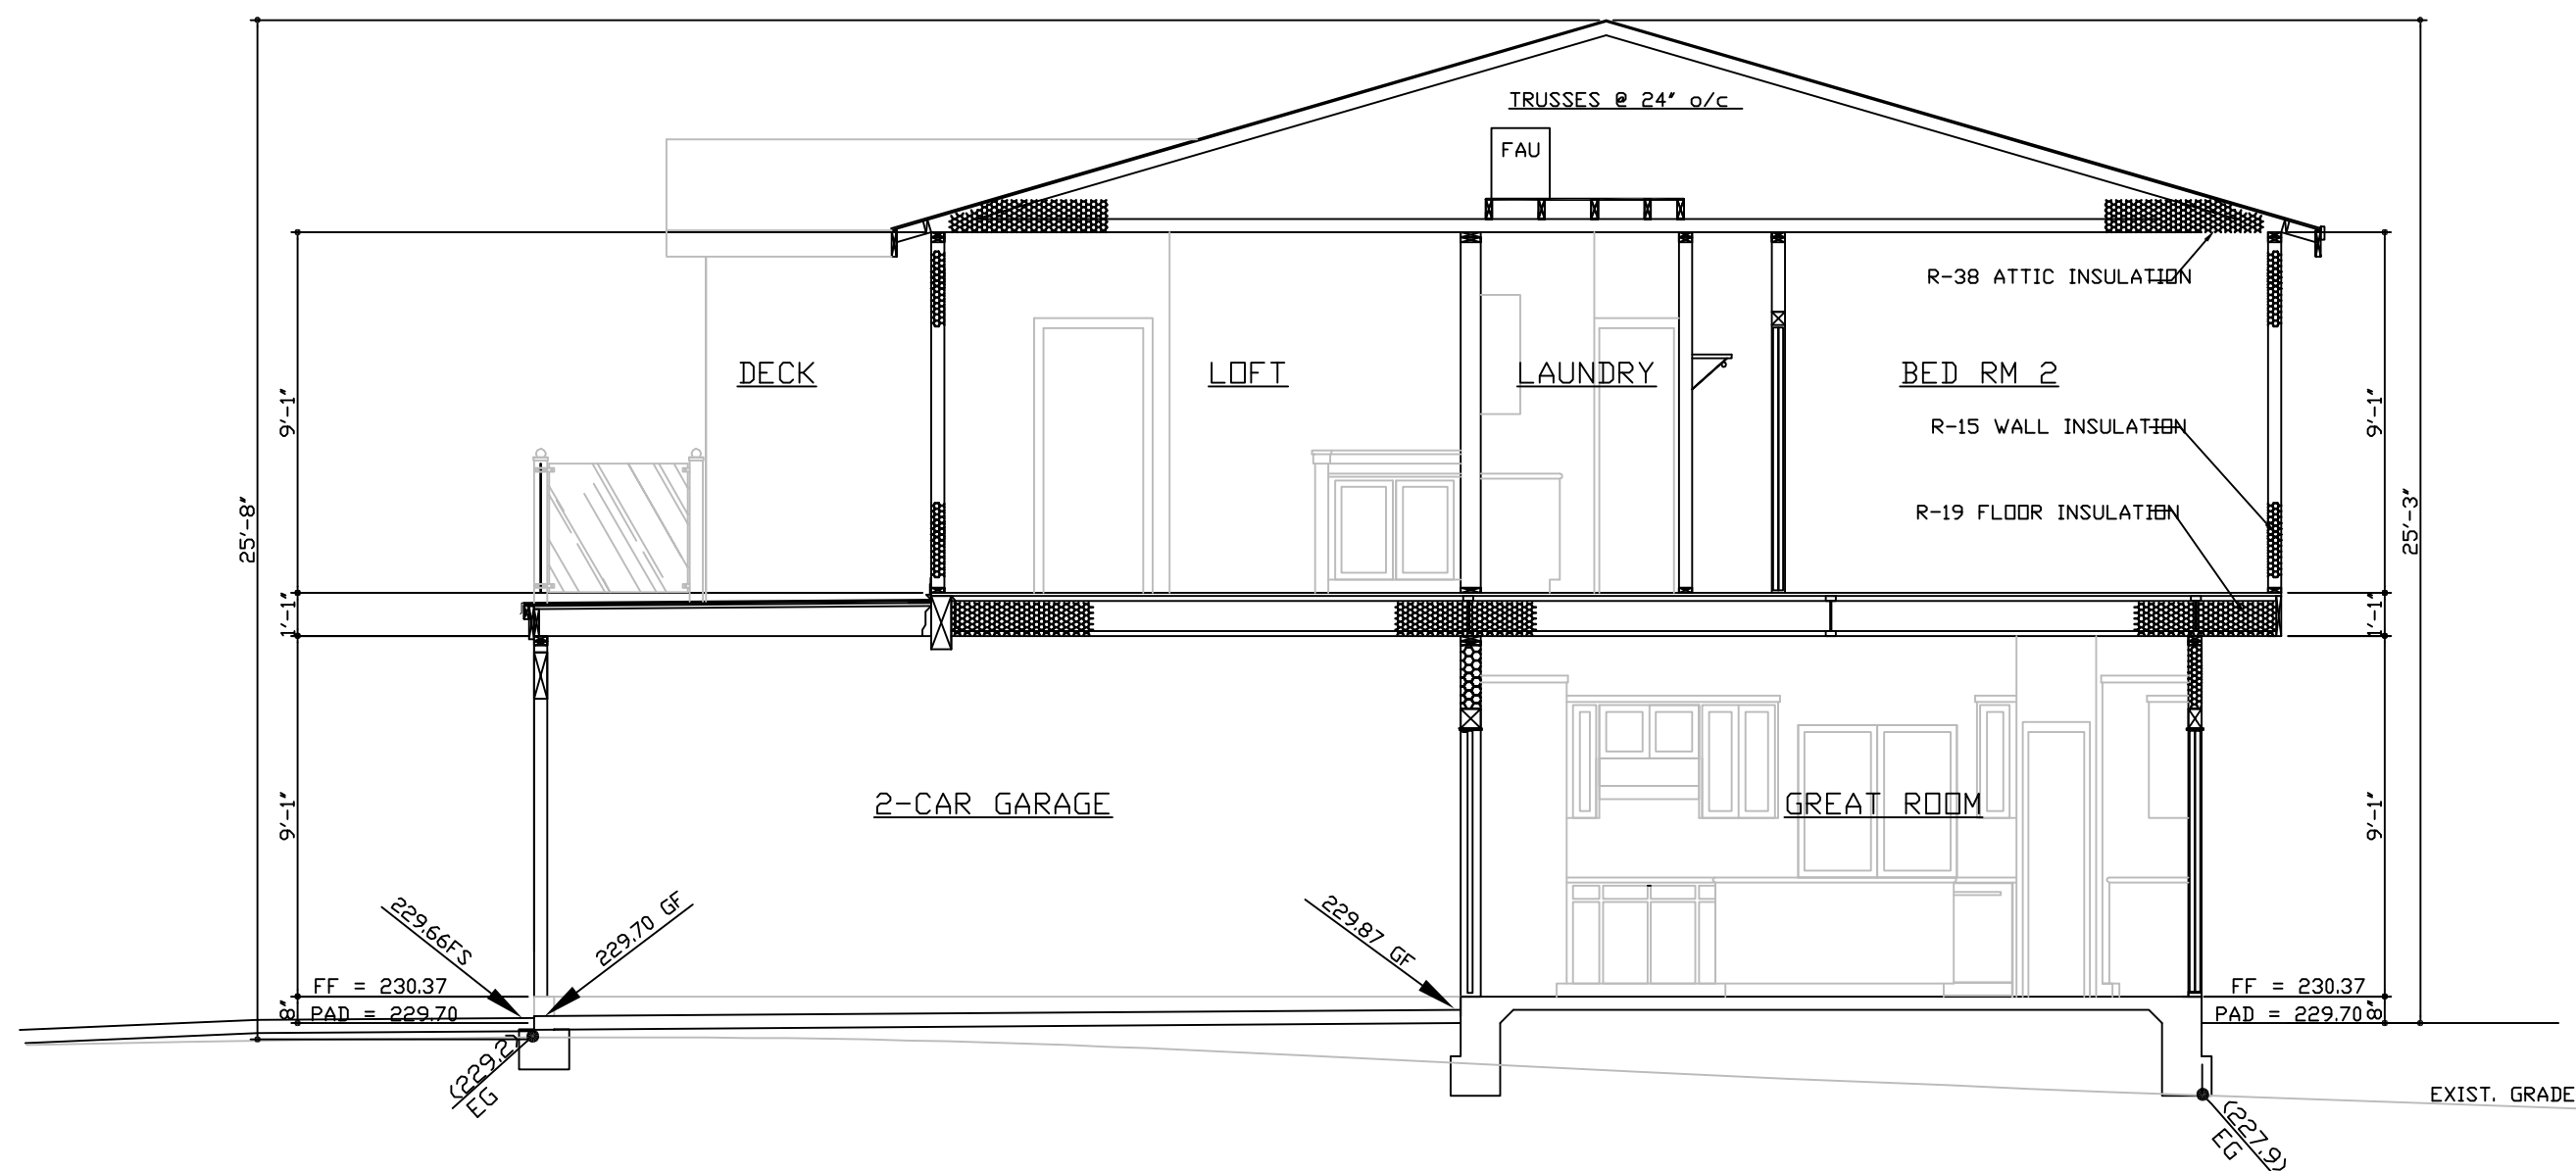 TRUSSES @ 24" o/c
FAU
R-38 ATTIC INSULATION
DECK
LOFT
LAUNDRY
BED RM 2
9'-1"
9'-1"
R-15 WALL INSULATION
25'-8"
25'-3"
R-19 FLOOR INSULATION
1'-1"
1'-1"
2-CAR GARAGE
GREAT ROOM
9'-1"
9'-1"
229.66FS
229.70 GF
229.87 GF
FF = 230.37
FF = 230.37
8"
PAD = 229.70
PAD = 229.70
8"
(229.2)
EG
EXIST. GRADE
(227.9)
EG